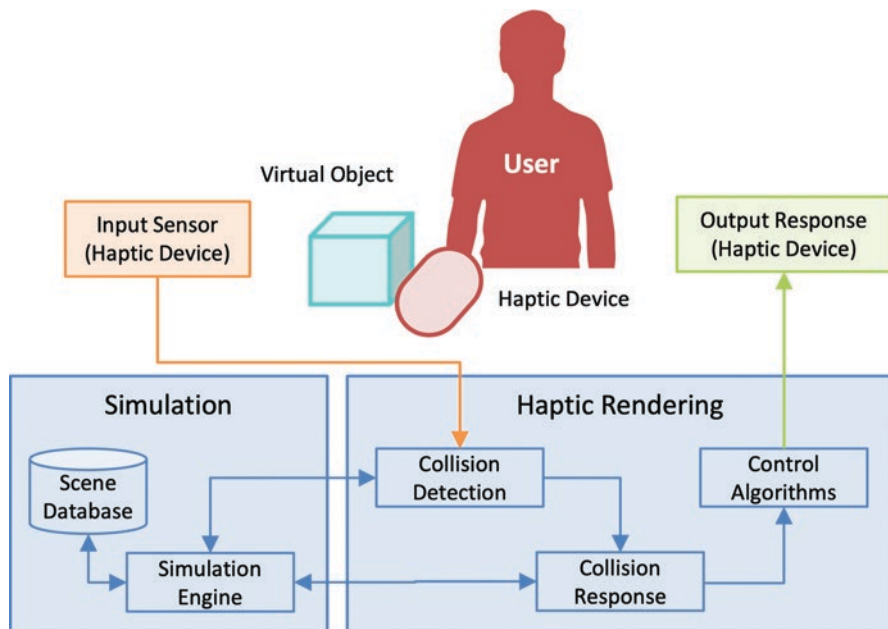 User
Virtual Object
Input Sensor
(Haptic Device)
Output Response
(Haptic Device)
Haptic Device
Simulation
Haptic Rendering
Scene
Database
Collision
Detection
Control
Algorithms
Simulation
Engine
Collision
Response